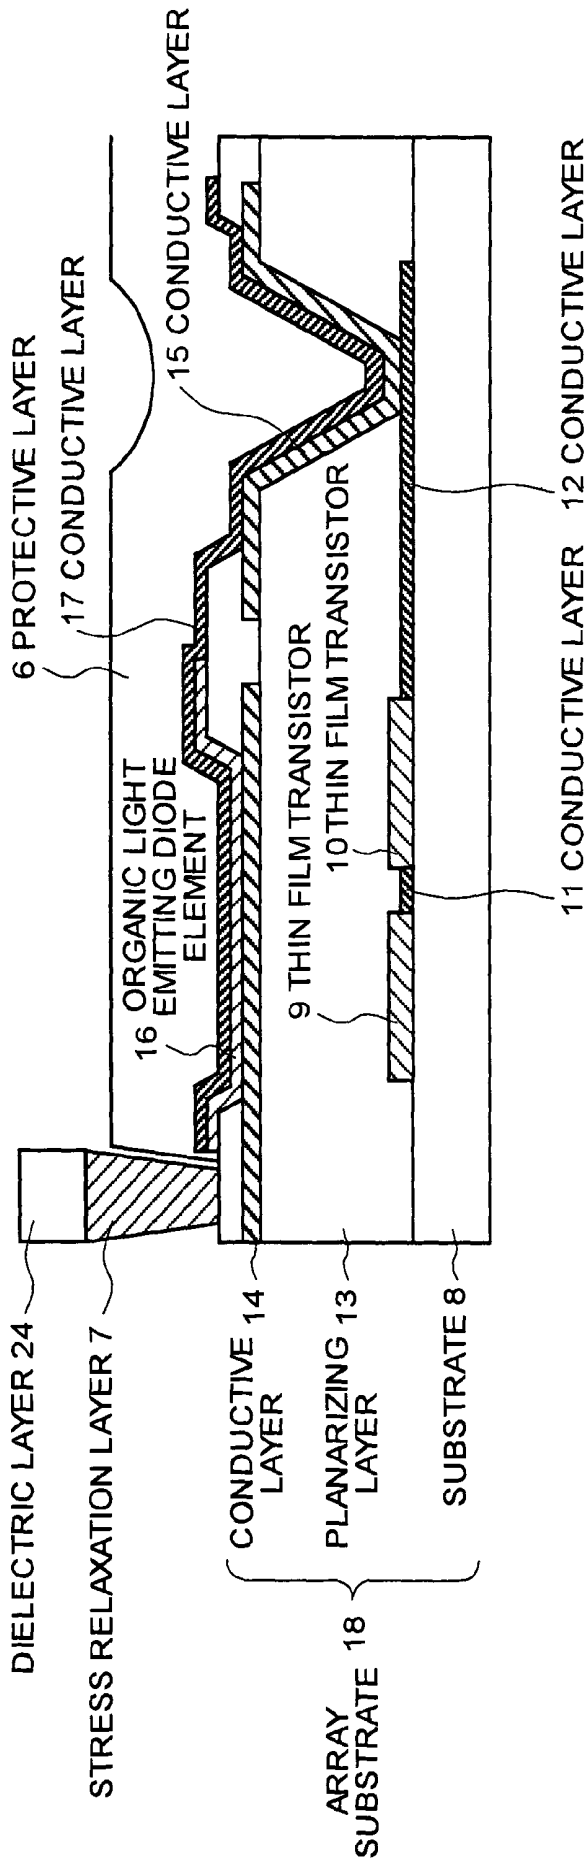 DIELECTRIC LAYER 24
STRESS RELAXATION LAYER 7
6 PROTECTIVE LAYER
17 CONDUCTIVE LAYER
15 CONDUCTIVE LAYER
16 ORGANIC LIGHT
EMITTING DIODE
ELEMENT
9 THIN FILM TRANSISTOR
10 THIN FILM TRANSISTOR
CONDUCTIVE 14
LAYER
PLANARIZING 13
LAYER
SUBSTRATE 8
ARRAY 18
SUBSTRATE
11 CONDUCTIVE LAYER
12 CONDUCTIVE LAYER